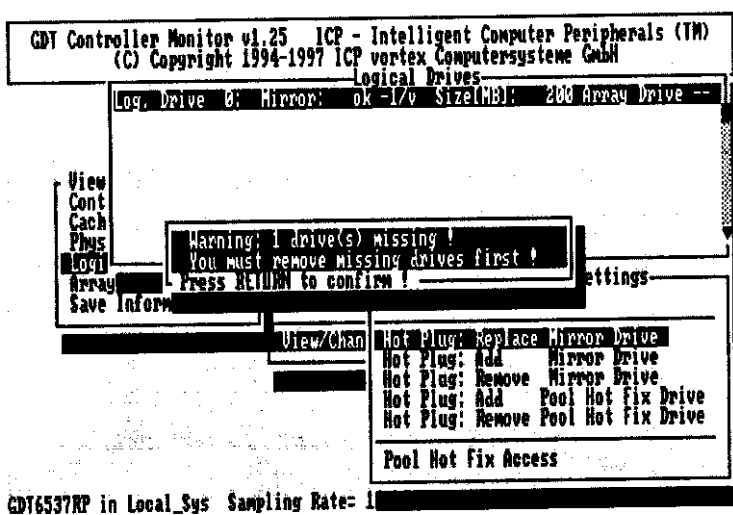 GDT Controller Monitor v1.25 ICP - Intelligent Computer Peripherals (TM)
(C) Copyright 1994-1997 ICP vortex Computersysteme GmbH
Logical Drives
Log. Drive 0: Mirror: ok -1/v Size[MB]: 200 Array Drive --
View
Cont
Cach
Phys
Logi
Array
Save Inform
Warning: 1 drive(s) missing !
You must remove missing drives first !
Press RETURN to confirm !
ettings
View/Chan
Hot Plug: Replace Mirror Drive
Hot Plug: Add Mirror Drive
Hot Plug: Remove Mirror Drive
Hot Plug: Add Pool Hot Fix Drive
Hot Plug: Remove Pool Hot Fix Drive
Pool Hot Fix Access
GDT6537RP in Local_Sys Sampling Rate= 1